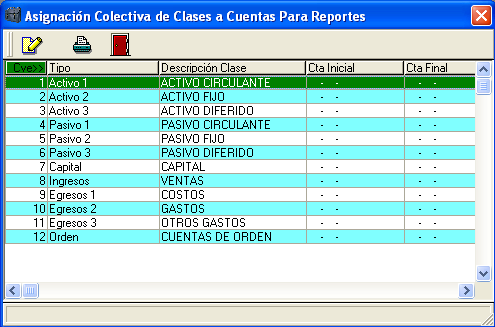 Asignación Colectiva de Clases a Cuentas Para Reportes
Cve>> Tipo Descripción Clase Cta Inicial Cta Final
1 Activo 1 ACTIVO CIRCULANTE - - - -
2 Activo 2 ACTIVO FIJO - - - -
3 Activo 3 ACTIVO DIFERIDO - - - -
4 Pasivo 1 PASIVO CIRCULANTE - - - -
5 Pasivo 2 PASIVO FIJO - - - -
6 Pasivo 3 PASIVO DIFERIDO - - - -
7 Capital CAPITAL - - - -
8 Ingresos VENTAS - - - -
9 Egresos 1 COSTOS - - - -
10 Egresos 2 GASTOS - - - -
11 Egresos 3 OTROS GASTOS - - - -
12 Orden CUENTAS DE ORDEN - - - -